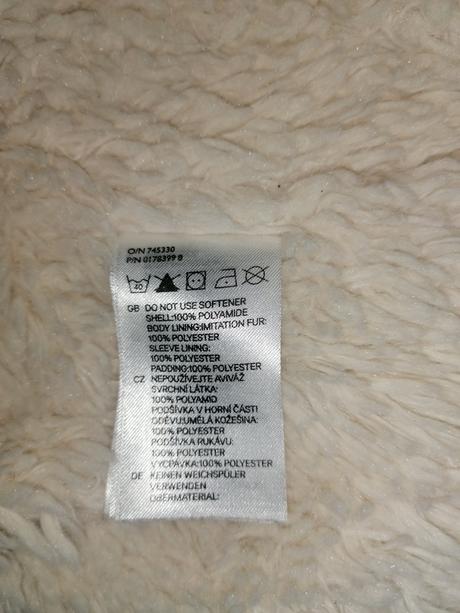 O/N 745330
P/N 0178399 8
40
GB DO NOT USE SOFTENER
SHELL:100% POLYAMIDE
BODY LINING:IMITATION FUR:
100% POLYESTER
SLEEVE LINING:
100% POLYESTER
PADDING:100% POLYESTER
CZ NEPOUŽÍVEJTE AVIVÁŽ
SVRCHNÍ LÁTKA:
100% POLYAMID
PODŠÍVKA V HORNÍ ČÁSTI
ODĚVU:UMĚLÁ KOŽEŠINA:
100% POLYESTER
PODŠÍVKA RUKÁVU:
100% POLYESTER
VÝCPÁVKA:100% POLYESTER
DE KEINEN WEICHSPÜLER
VERWENDEN
OBERMATERIAL: